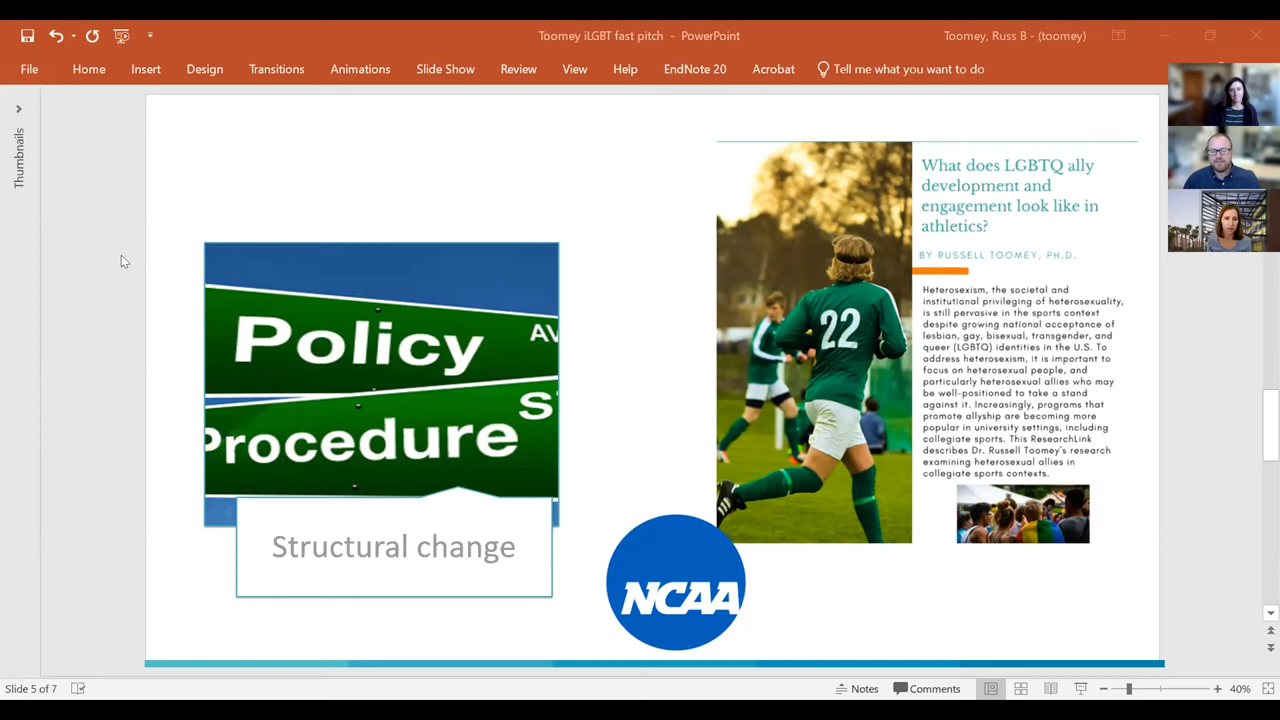 Toomey iLGBT fast pitch - PowerPoint
Toomey, Russ B - (toomey)
File Home Insert Design Transitions Animations Slide Show Review View Help EndNote 20 Acrobat Tell me what you want to do
Thumbnails
Policy
AV
Procedure
S
Structural change
NCAA
22
What does LGBTQ ally
development and
engagement look like in
athletics?
BY RUSSELL TOOMEY, PH.D.
Heterosexism, the societal and
institutional privileging of heterosexuality,
is still pervasive in the sports context
despite growing national acceptance of
lesbian, gay, bisexual, transgender, and
queer (LGBTQ) identities in the U.S. To
address heterosexism, it is important to
focus on heterosexual people, and
particularly heterosexual allies who may
be well-positioned to take a stand
against it. Increasingly, programs that
promote allyship are becoming more
popular in university settings, including
collegiate sports. This ResearchLink
describes Dr. Russell Toomey's research
examining heterosexual allies in
collegiate sports contexts.
Slide 5 of 7
Notes Comments 40%